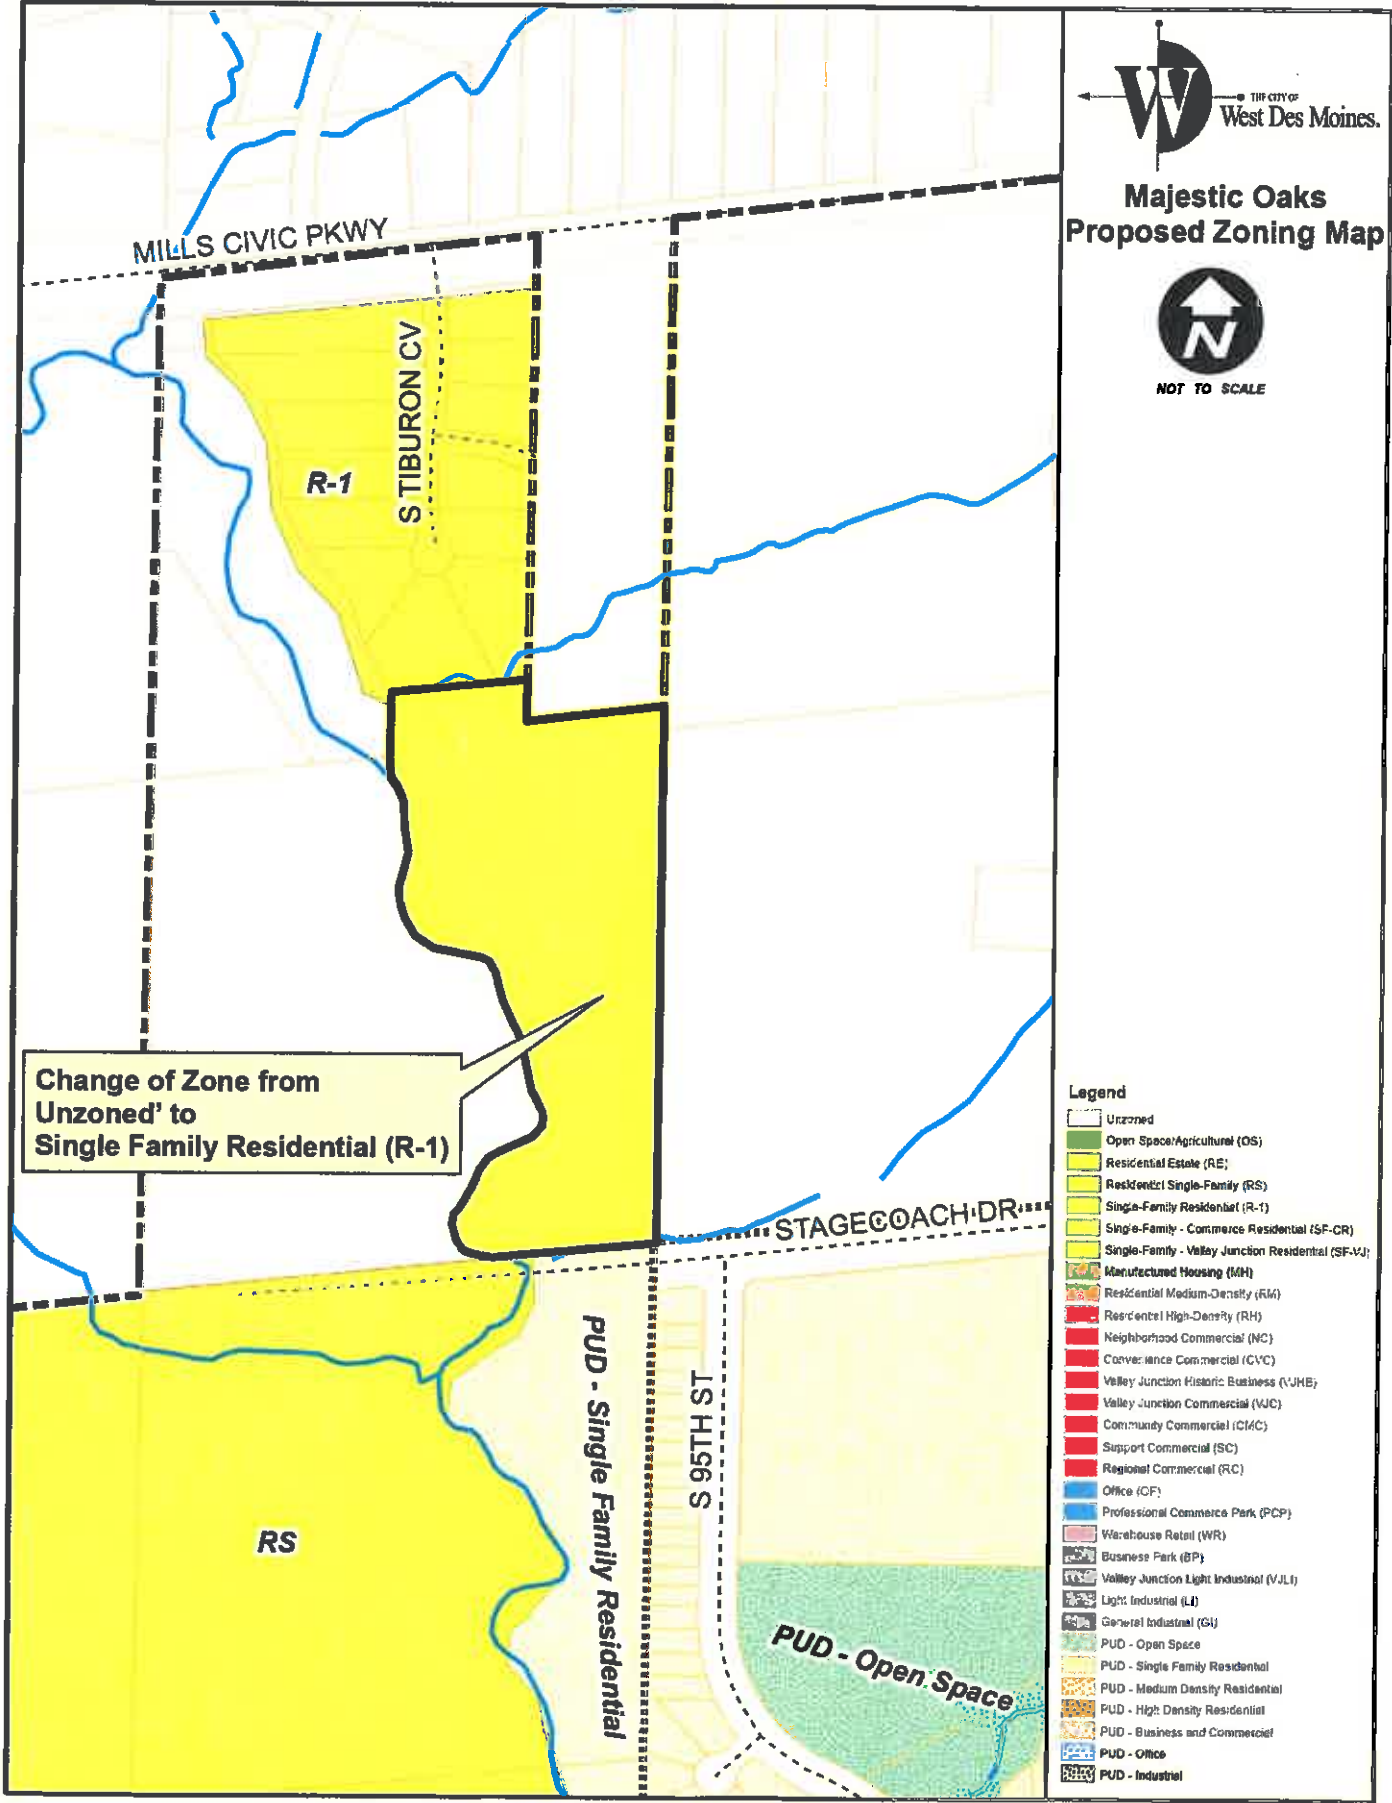 W
THE CITY OF
West Des Moines.
Majestic Oaks
Proposed Zoning Map
N
NOT TO SCALE
MILLS CIVIC PKWY
S TIBURON CV
R-1
Change of Zone from
Unzoned' to
Single Family Residential (R-1)
STAGECOACH DR
PUD - Single Family Residential
S 95TH ST
RS
PUD - Open Space
Legend
Unzoned
Open Space/Agricultural (OS)
Residential Estate (RE)
Residential Single-Family (RS)
Single-Family Residential (R-1)
Single-Family - Commerce Residential (SF-CR)
Single-Family - Valley Junction Residential (SF-VJ)
Manufactured Housing (MH)
Residential Medium-Density (RM)
Residential High-Density (RH)
Neighborhood Commercial (NC)
Convenience Commercial (CVC)
Valley Junction Historic Business (VJHB)
Valley Junction Commercial (VJC)
Community Commercial (CMC)
Support Commercial (SC)
Regional Commercial (RC)
Office (OF)
Professional Commerce Park (PCP)
Warehouse Retail (WR)
Business Park (BP)
Vallley Junction Light Industrial (VJLI)
Light Industrial (LI)
General Industrial (GI)
PUD - Open Space
PUD - Single Family Residential
PUD - Medium Density Residential
PUD - High Density Residential
PUD - Business and Commercial
PUD - Office
PUD - Industrial